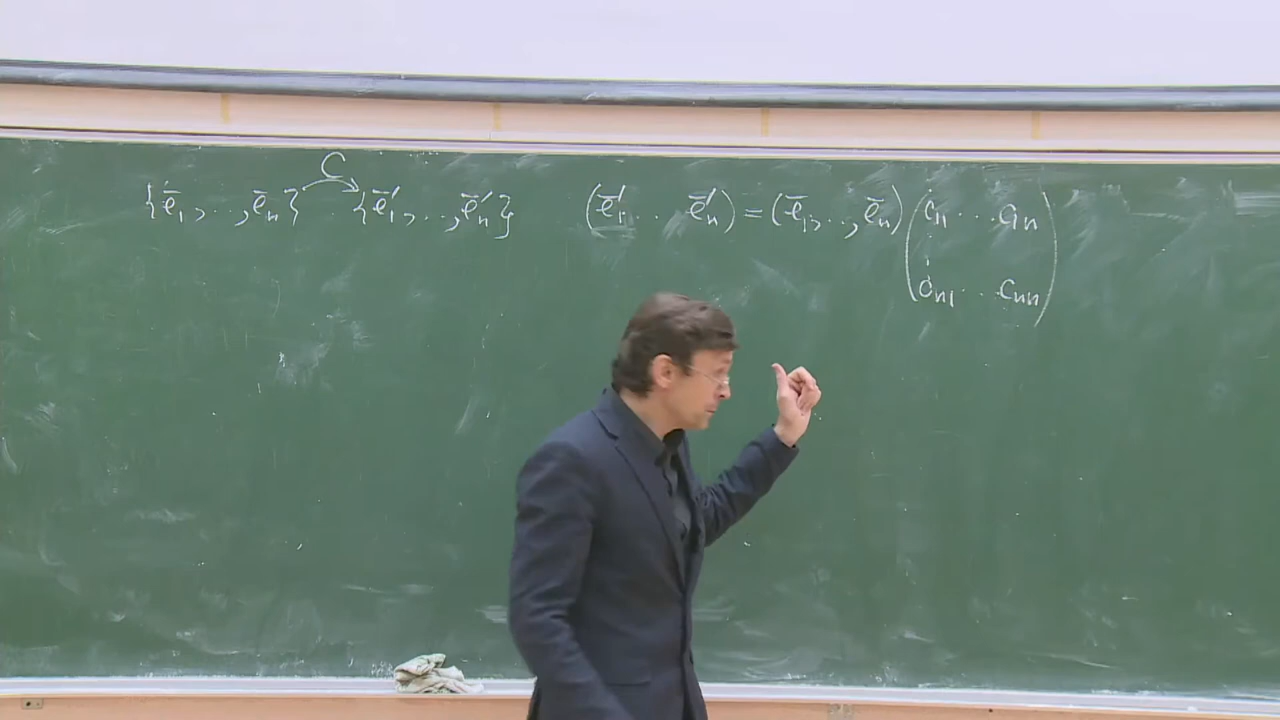 C
{ē₁, .., ēₙ} {ē′₁, .., ē′ₙ} (ē′₁ .. ē′ₙ) = (ē₁, .., ēₙ) (c₁₁ ... c₁ₙ
⋮
cₙ₁ ... cₙₙ)